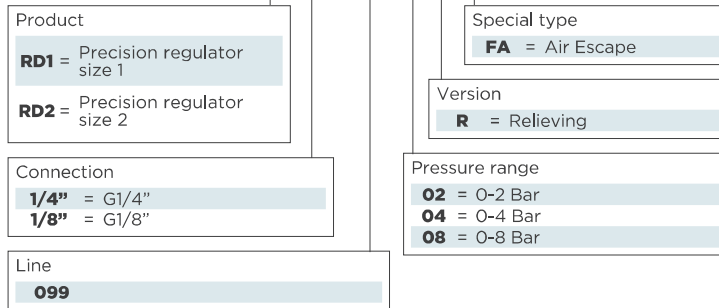 Product
RD1 = Precision regulator
size 1
RD2 = Precision regulator
size 2
Connection
1/4” = G1/4”
1/8” = G1/8”
Line
099
Special type
FA = Air Escape
Version
R = Relieving
Pressure range
02 = 0-2 Bar
04 = 0-4 Bar
08 = 0-8 Bar